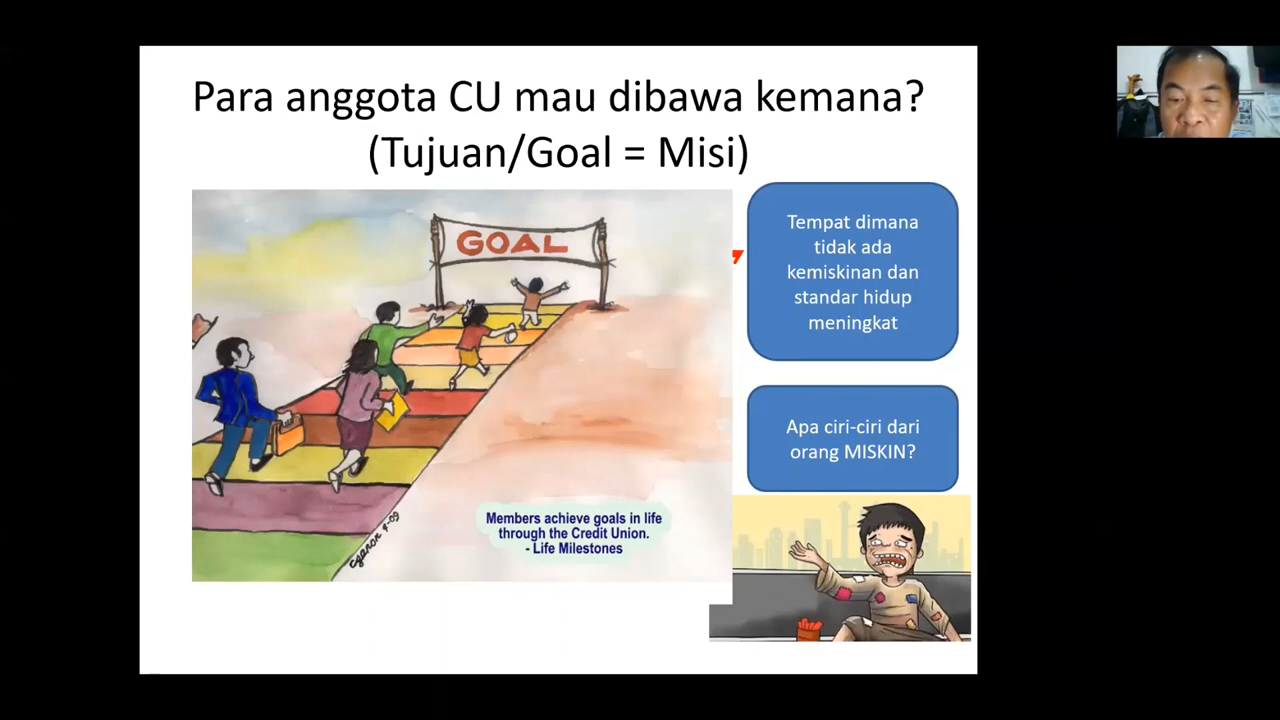 Para anggota CU mau dibawa kemana?
(Tujuan/Goal = Misi)
GOAL
Tempat dimana
tidak ada
kemiskinan dan
standar hidup
meningkat
Apa ciri-ciri dari
orang MISKIN?
Members achieve goals in life
through the Credit Union.
- Life Milestones